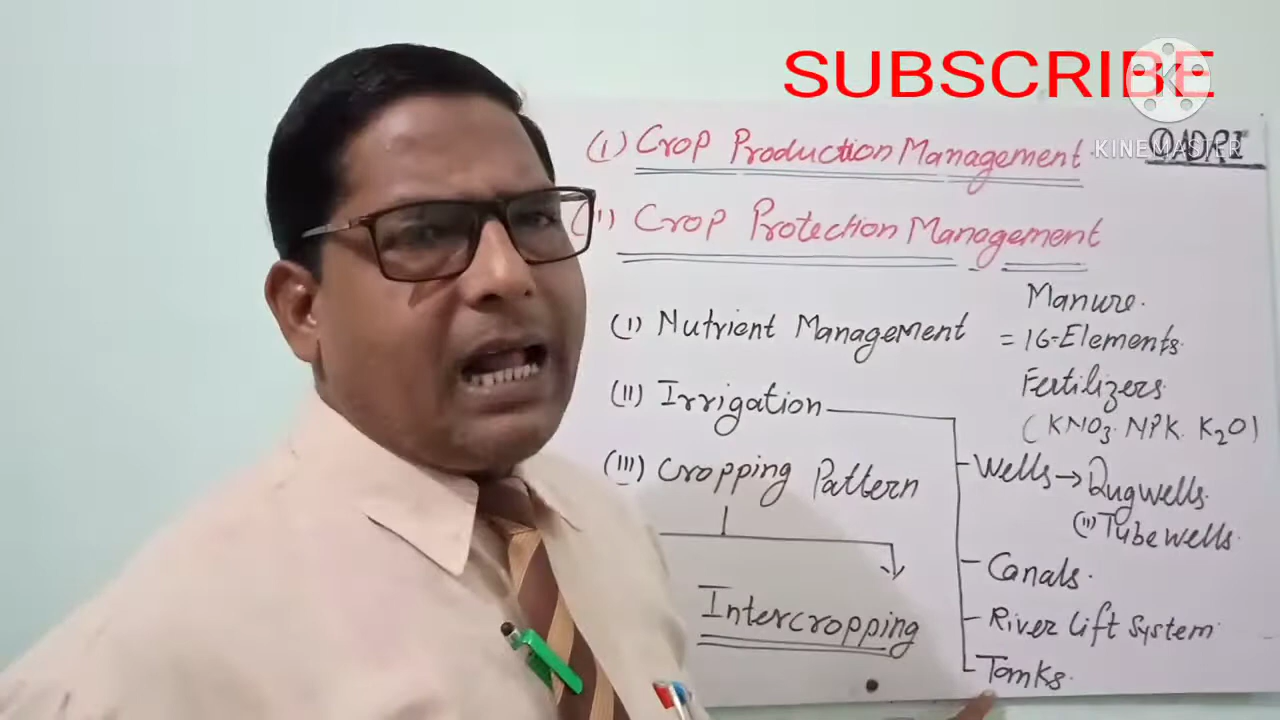 SUBSCRIBE
K
KINEMASTER
QADRI
(I) Crop Production Management
(II) Crop Protection Management
Manure.
(I) Nutrient Management = 16-Elements.
Fertilizers.
(II) Irrigation
(KNO3. NPK. K2O)
(III) Cropping Pattern
Wells → Dugwells.
(II) Tubewells.
Canals.
Intercropping
River Lift System
Tanks.